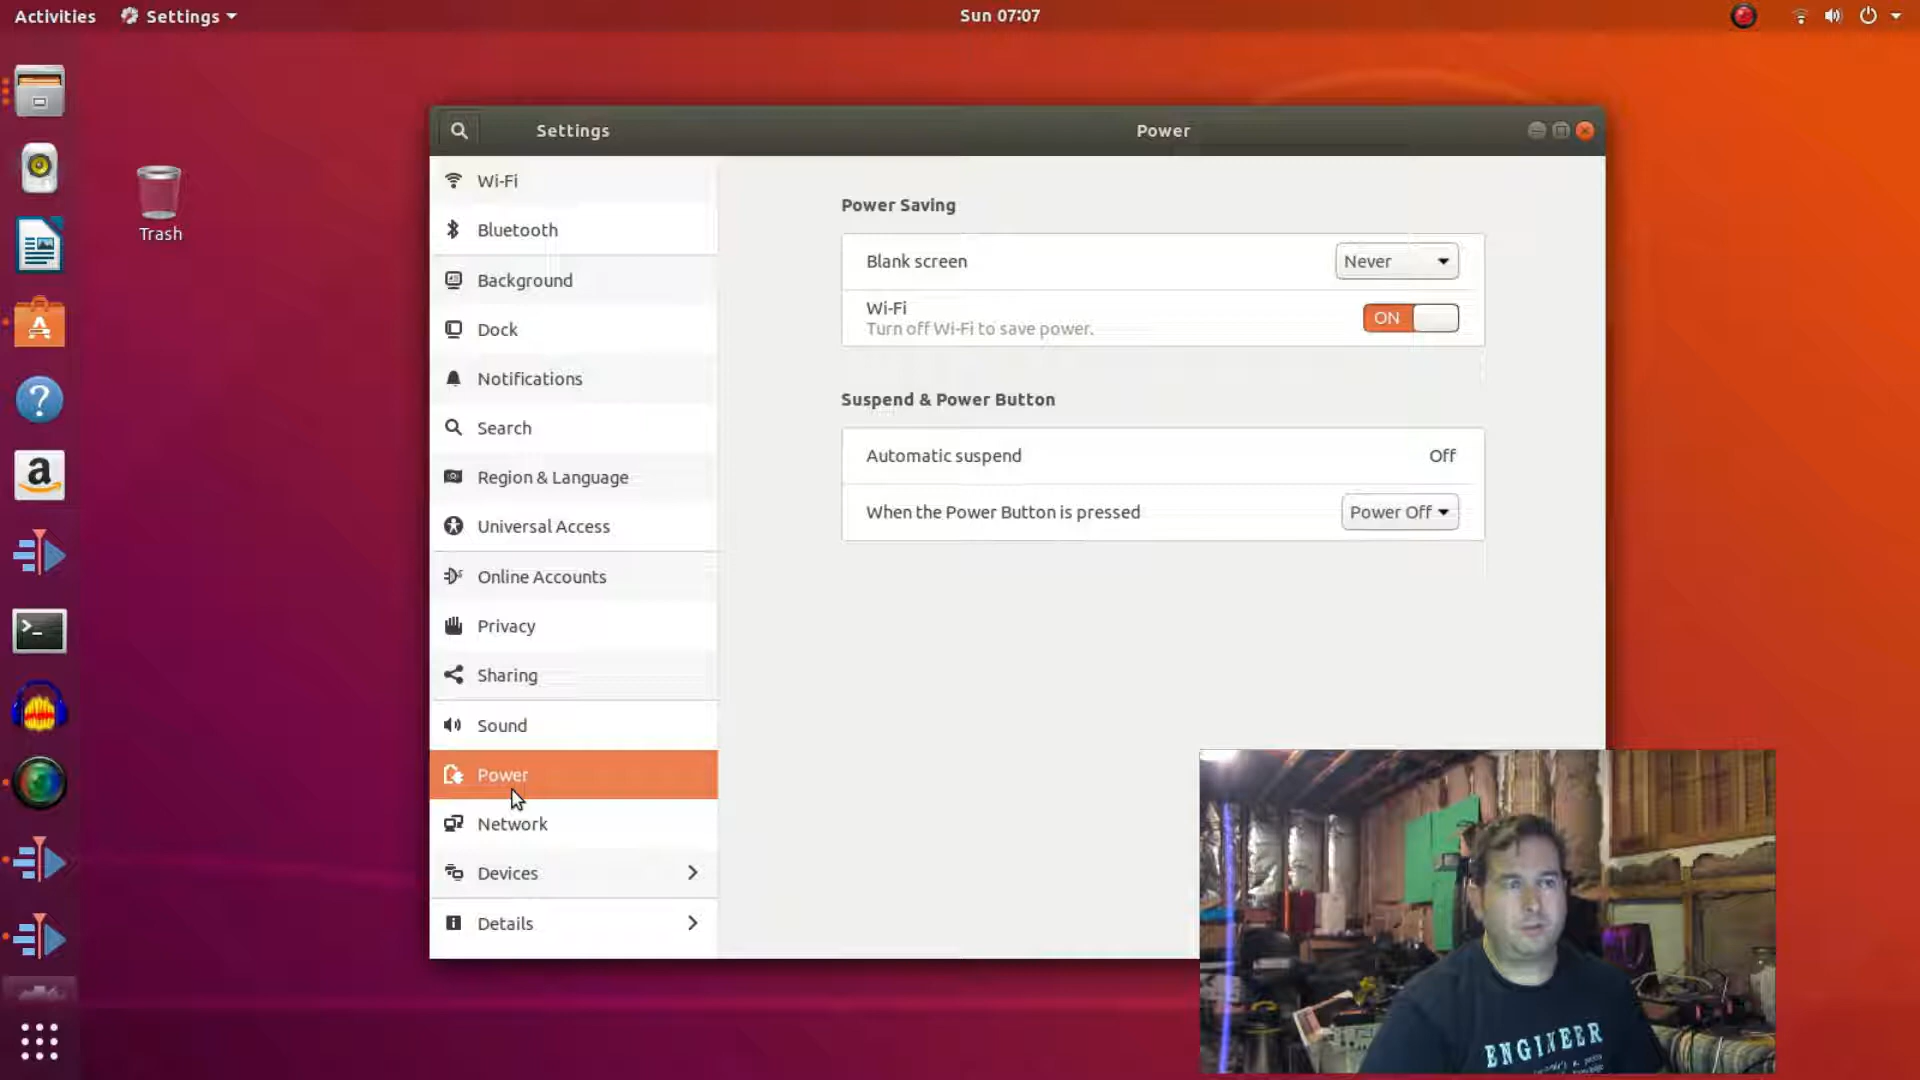 Activities
Settings
Sun 07:07
Trash
Settings
Power
Wi-Fi
Bluetooth
Background
Dock
Notifications
Search
Region & Language
Universal Access
Online Accounts
Privacy
Sharing
Sound
Power
Network
Devices
Details
Power Saving
Blank screen
Never
Wi-Fi
Turn off Wi-Fi to save power.
ON
Suspend & Power Button
Automatic suspend
Off
When the Power Button is pressed
Power Off
ENGINEER